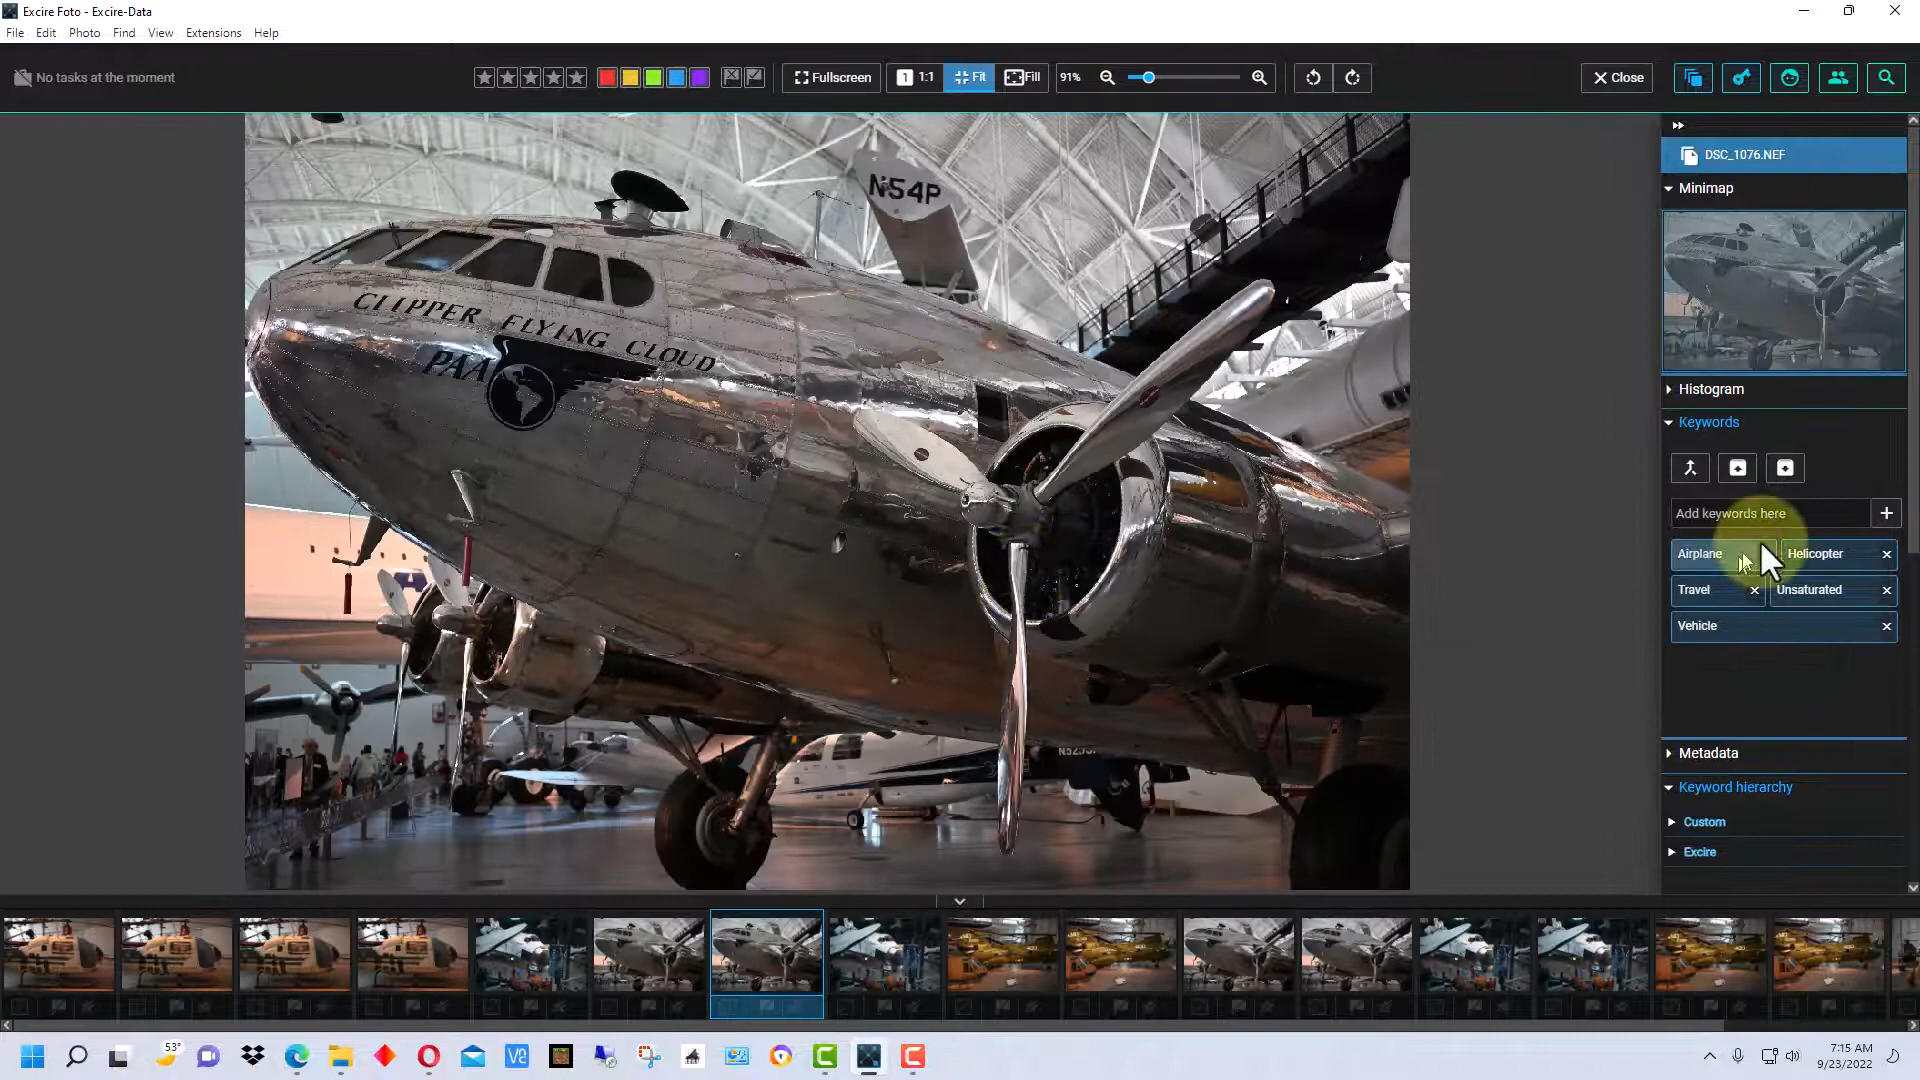 Excire Foto - Excire-Data
File Edit Photo Find View Extensions Help
No tasks at the moment
Fullscreen 1 1:1 Fit Fill 91% Close
DSC_1076.NEF
Minimap
N54P
CLIPPER FLYING CLOUD
PAA
Histogram
Keywords
Add keywords here
Airplane Helicopter
Travel Unsaturated
Vehicle
Metadata
Keyword hierarchy
Custom
Excire
53°
7:15 AM
9/23/2022